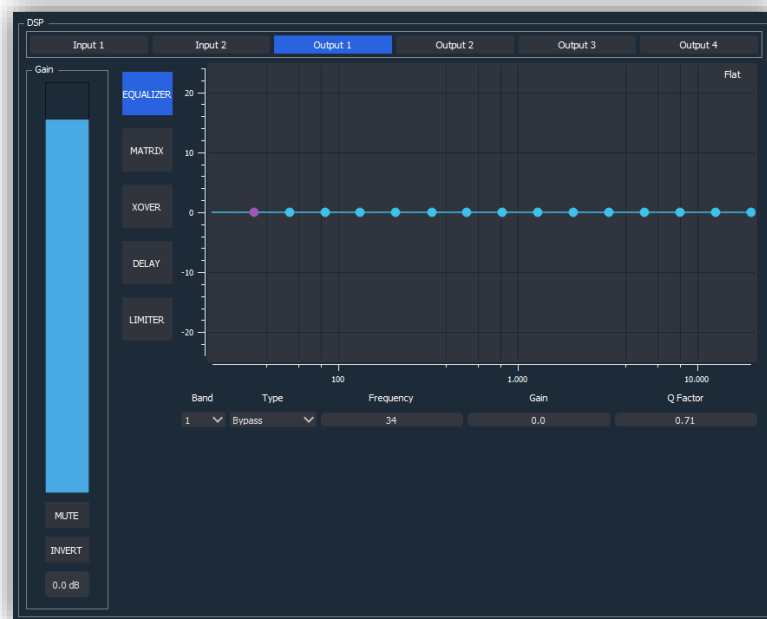 DSP
Input 1 Input 2 Output 1 Output 2 Output 3 Output 4
Gain
EQUALIZER
MATRIX
XOVER
DELAY
LIMITER
MUTE
INVERT
0.0 dB
Flat
20
10
0
-10
-20
100 1.000 10.000
Band Type Frequency Gain Q Factor
1 Bypass 34 0.0 0.71